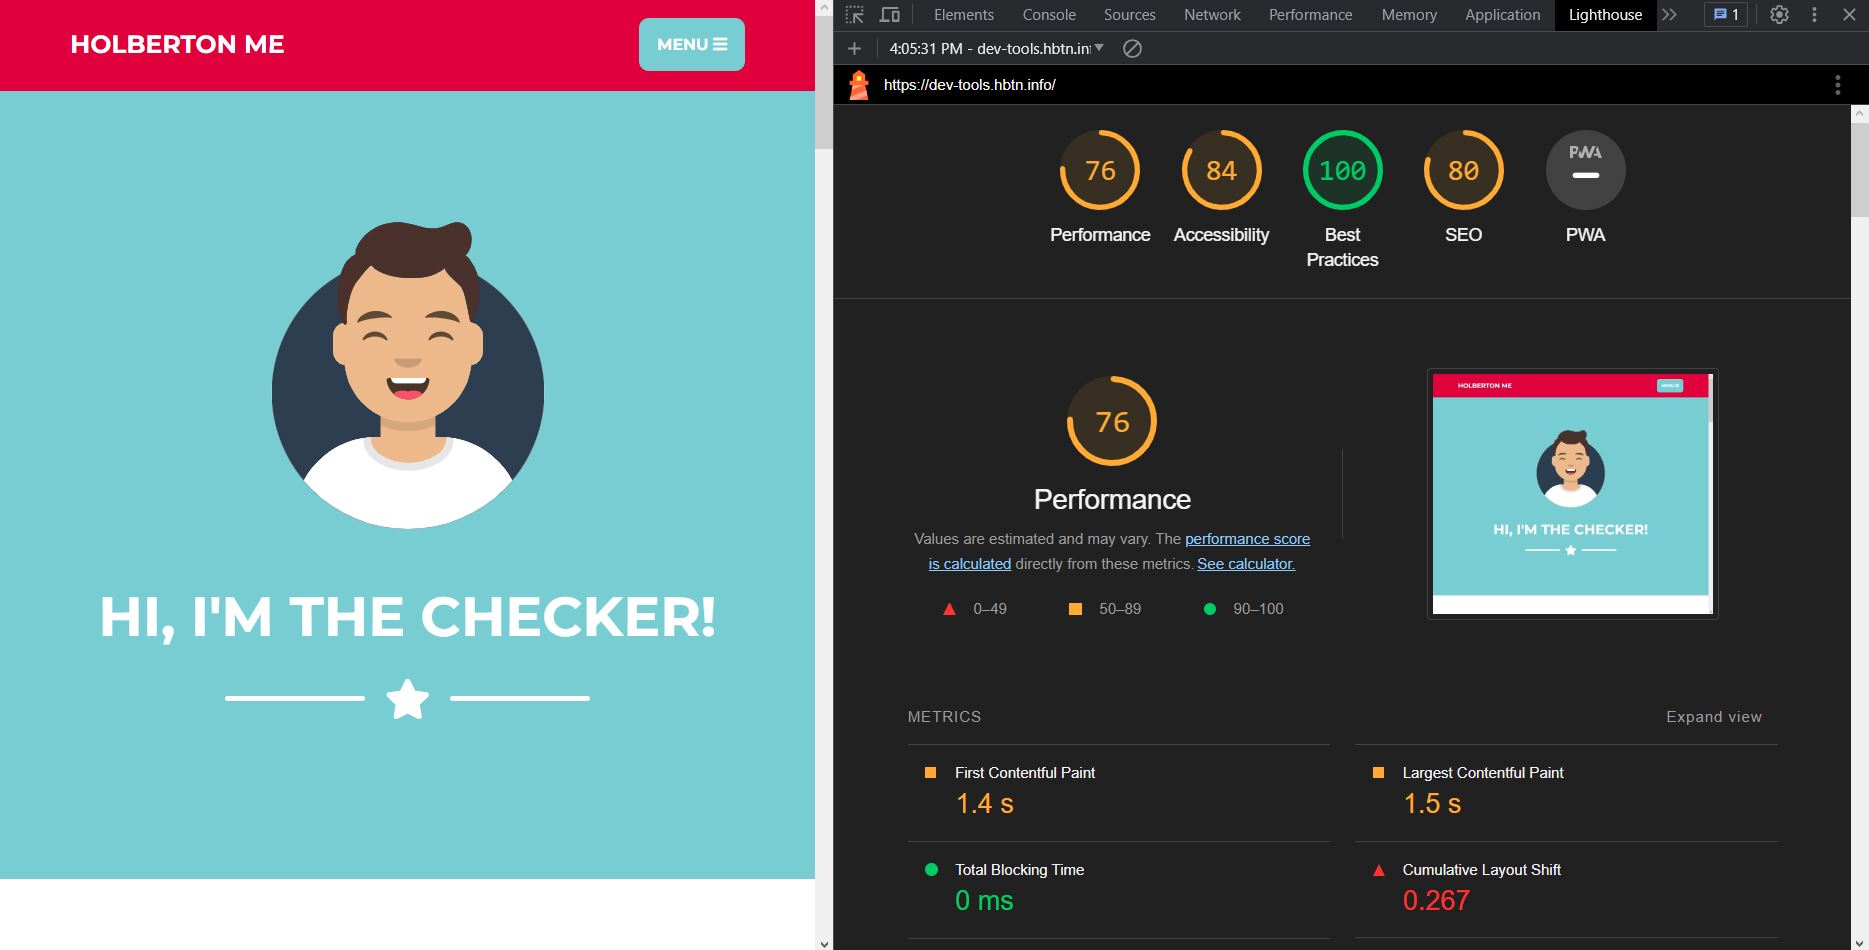 HOLBERTON ME
MENU
HI, I'M THE CHECKER!
Elements Console Sources Network Performance Memory Application Lighthouse 1
4:05:31 PM - dev-tools.hbtn.in
https://dev-tools.hbtn.info/
76 84 100 80 PWA
Performance Accessibility Best Practices SEO PWA
76
Performance
Values are estimated and may vary. The performance score
is calculated directly from these metrics. See calculator.
0–49 50–89 90–100
HOLBERTON ME MENU
HI, I'M THE CHECKER!
METRICS Expand view
First Contentful Paint
1.4 s
Largest Contentful Paint
1.5 s
Total Blocking Time
0 ms
Cumulative Layout Shift
0.267